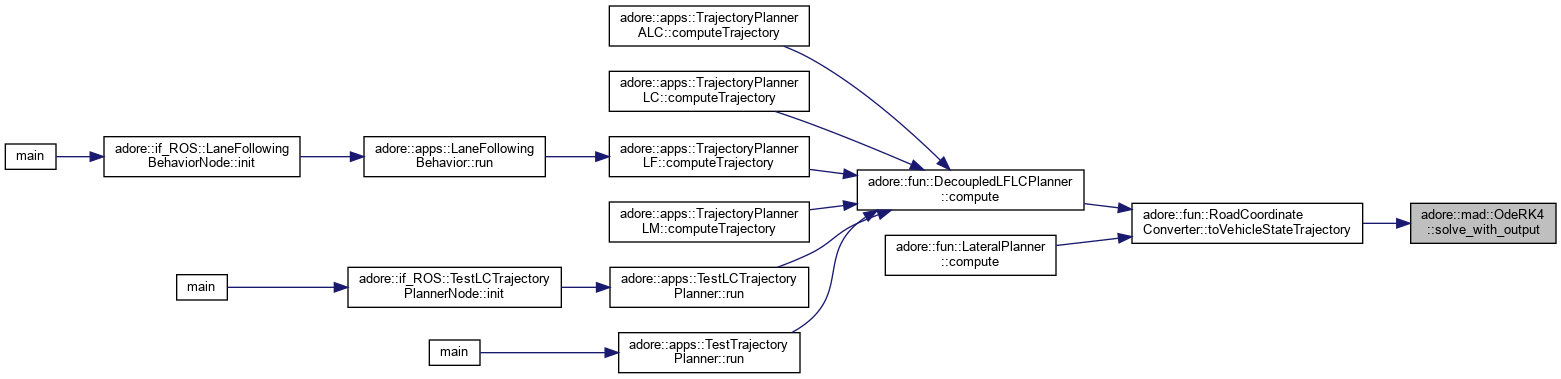 adore::apps::TrajectoryPlanner
ALC::computeTrajectory
adore::apps::TrajectoryPlanner
LC::computeTrajectory
main
adore::if_ROS::LaneFollowing
BehaviorNode::init
adore::apps::LaneFollowing
Behavior::run
adore::apps::TrajectoryPlanner
LF::computeTrajectory
adore::fun::DecoupledLFLCPlanner
::compute
adore::apps::TrajectoryPlanner
LM::computeTrajectory
adore::fun::RoadCoordinate
Converter::toVehicleStateTrajectory
adore::mad::OdeRK4
::solve_with_output
adore::fun::LateralPlanner
::compute
main
adore::if_ROS::TestLCTrajectory
PlannerNode::init
adore::apps::TestLCTrajectory
Planner::run
main
adore::apps::TestTrajectory
Planner::run